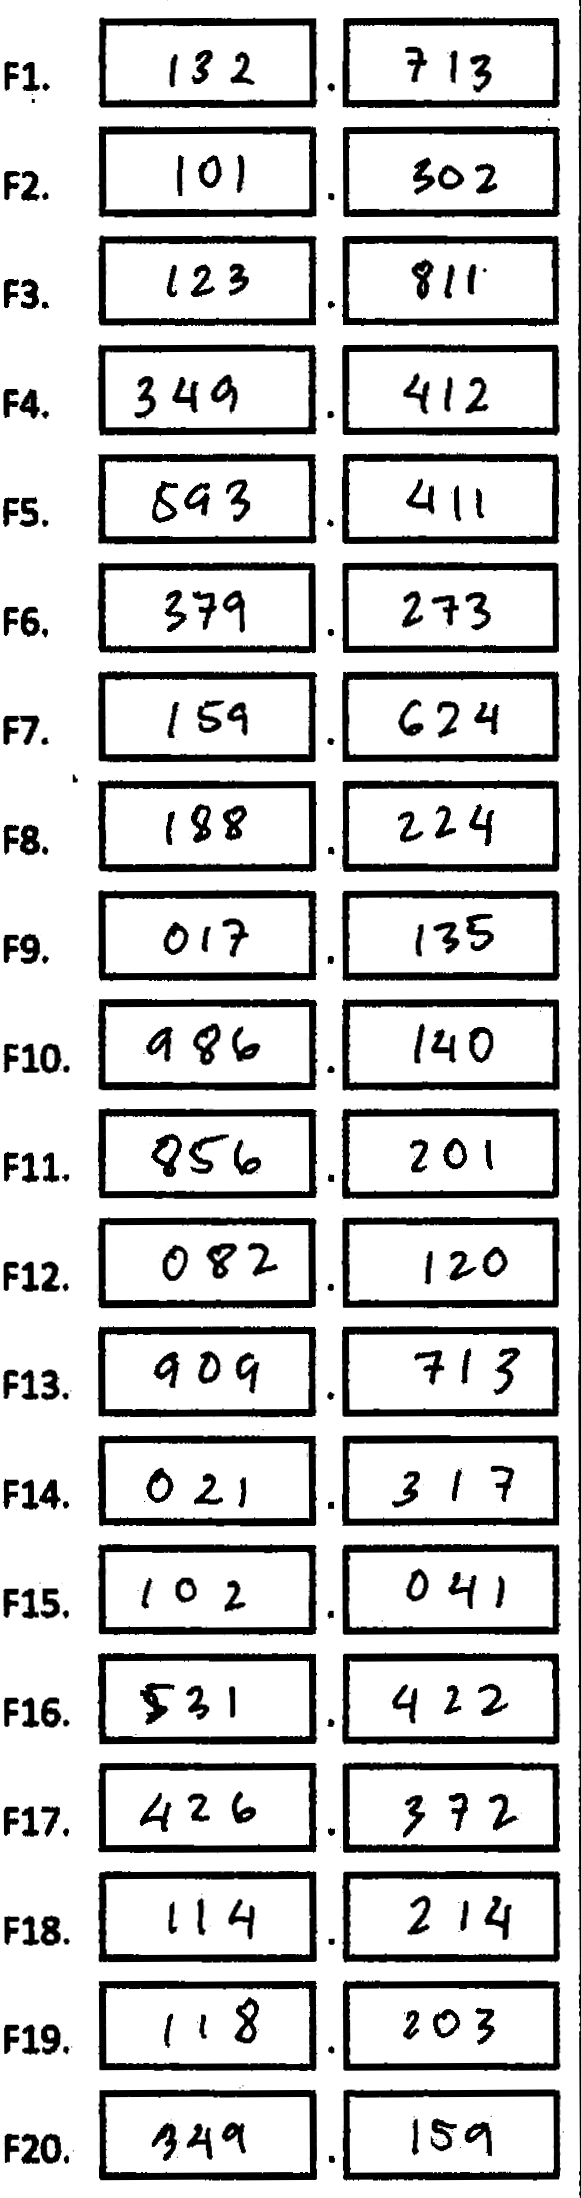 F1. 132 . 713
F2. 101 . 302
F3. 123 . 811
F4. 349 . 412
F5. 593 . 411
F6. 379 . 273
F7. 159 . 624
F8. 188 . 224
F9. 017 . 135
F10. 986 . 140
F11. 856 . 201
F12. 082 . 120
F13. 909 . 713
F14. 021 . 317
F15. 102 . 041
F16. 531 . 422
F17. 426 . 372
F18. 114 . 214
F19. 118 . 203
F20. 349 . 159